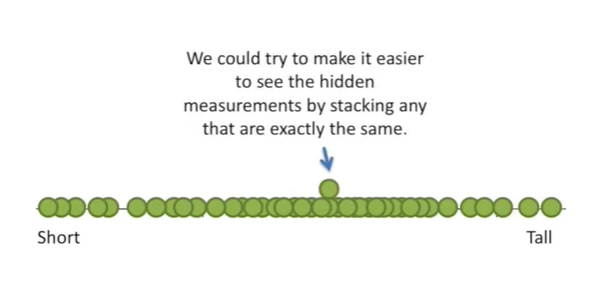 We could try to make it easier
to see the hidden
measurements by stacking any
that are exactly the same.
Short
Tall